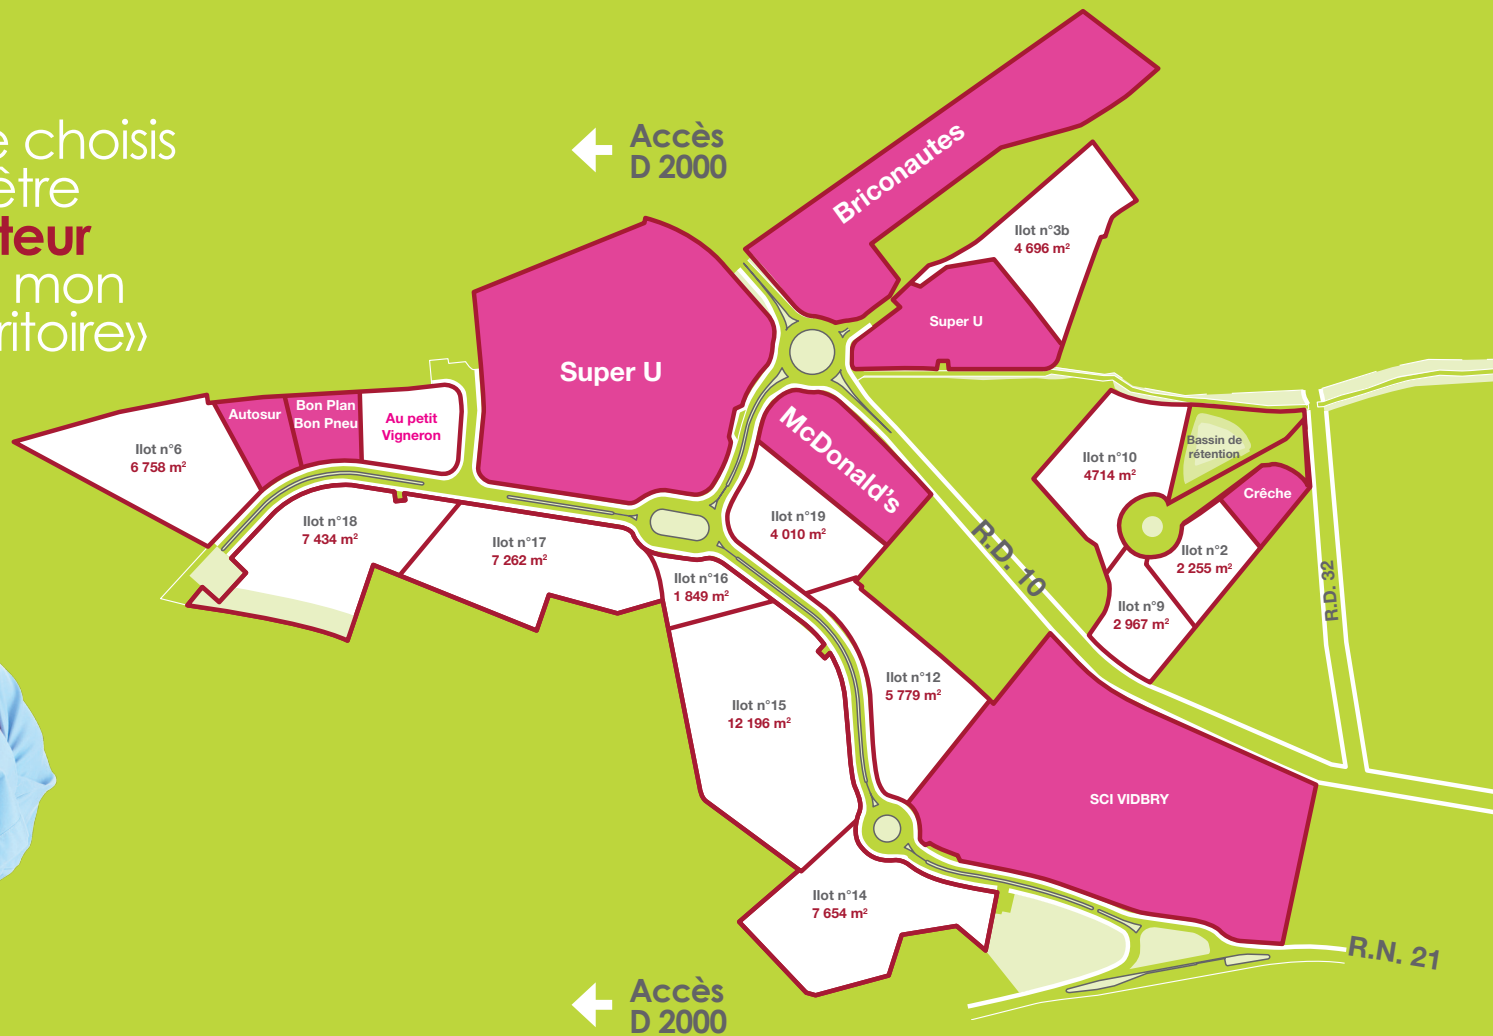 choisis
être
teur
mon
ritoire»
Accès
D 2000
Briconautes
Ilot n°3b
4 696 m²
Super U
Super U
Autosur
Bon Plan
Bon Pneu
Au petit
Vigneron
Ilot n°6
6 758 m²
McDonald's
Ilot n°10
4714 m²
Bassin de
rétention
Crêche
Ilot n°18
7 434 m²
Ilot n°17
7 262 m²
Ilot n°19
4 010 m²
R.D. 10
Ilot n°2
2 255 m²
Ilot n°16
1 849 m²
Ilot n°9
2 967 m²
R.D. 32
Ilot n°15
12 196 m²
Ilot n°12
5 779 m²
SCI VIDBRY
Ilot n°14
7 654 m²
R.N. 21
Accès
D 2000